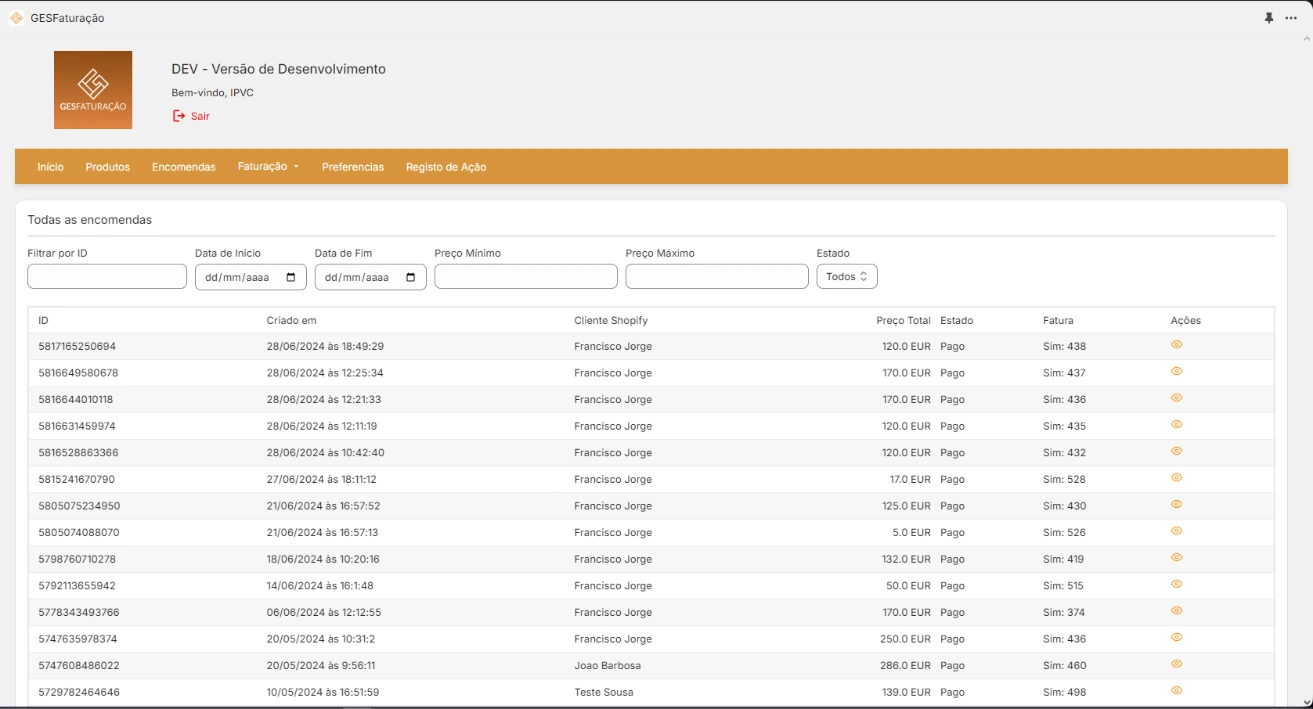 GESFaturação
GESFATURAÇÃO
DEV - Versão de Desenvolvimento
Bem-vindo, IPVC
Sair
Início Produtos Encomendas Faturação Preferencias Registo de Ação
Todas as encomendas
Filtrar por ID Data de Início Data de Fim Preço Mínimo Preço Máximo Estado
dd/mm/aaaa dd/mm/aaaa Todos
ID Criado em Cliente Shopify Preço Total Estado Fatura Ações
5817165250694 28/06/2024 às 18:49:29 Francisco Jorge 120.0 EUR Pago Sim: 438
5816649580678 28/06/2024 às 12:25:34 Francisco Jorge 170.0 EUR Pago Sim: 437
5816644010118 28/06/2024 às 12:21:33 Francisco Jorge 170.0 EUR Pago Sim: 436
5816631459974 28/06/2024 às 12:11:19 Francisco Jorge 120.0 EUR Pago Sim: 435
5816528863366 28/06/2024 às 10:42:40 Francisco Jorge 120.0 EUR Pago Sim: 432
5815241670790 27/06/2024 às 18:11:12 Francisco Jorge 17.0 EUR Pago Sim: 528
5805075234950 21/06/2024 às 16:57:52 Francisco Jorge 125.0 EUR Pago Sim: 430
5805074088070 21/06/2024 às 16:57:13 Francisco Jorge 5.0 EUR Pago Sim: 526
5798760710278 18/06/2024 às 10:20:16 Francisco Jorge 132.0 EUR Pago Sim: 419
5792113655942 14/06/2024 às 16:1:48 Francisco Jorge 50.0 EUR Pago Sim: 515
5778343493766 06/06/2024 às 12:12:55 Francisco Jorge 170.0 EUR Pago Sim: 374
5747635978374 20/05/2024 às 10:31:2 Francisco Jorge 250.0 EUR Pago Sim: 436
5747608486022 20/05/2024 às 9:56:11 Joao Barbosa 286.0 EUR Pago Sim: 460
5729782464646 10/05/2024 às 16:51:59 Teste Sousa 139.0 EUR Pago Sim: 498